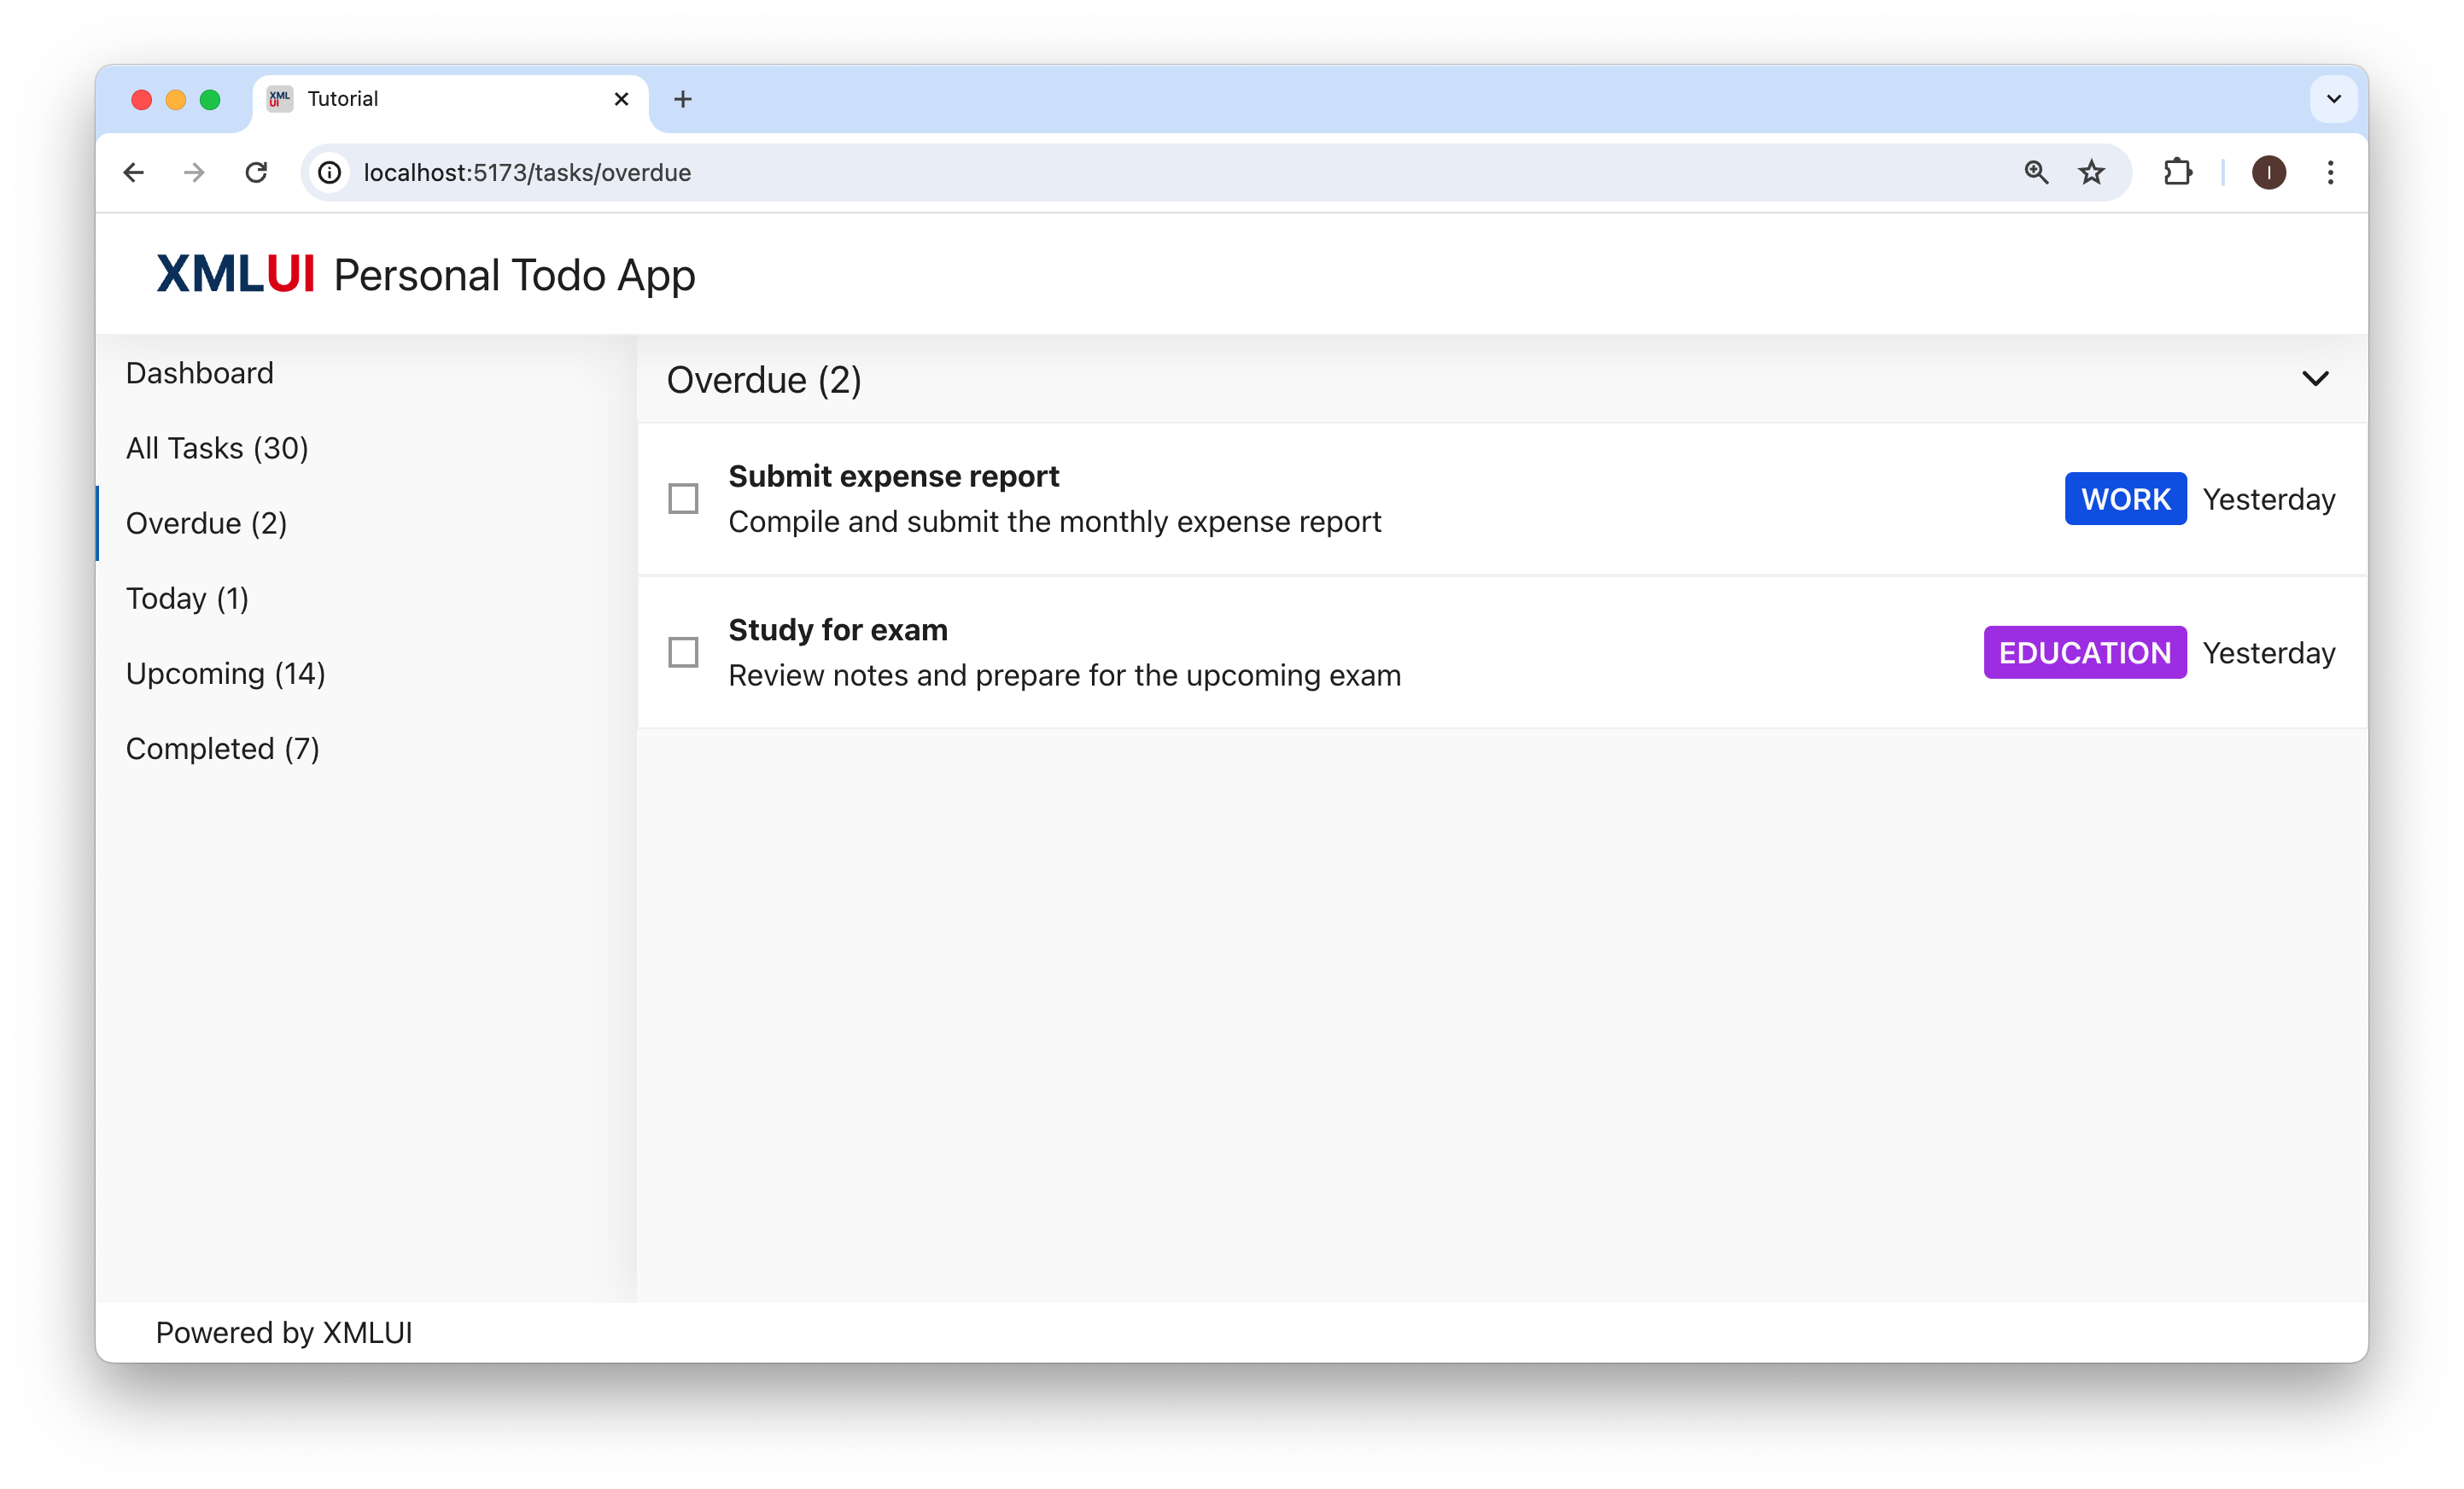 XML
UI
Tutorial
localhost:5173/tasks/overdue
I
XMLUI Personal Todo App
Dashboard
All Tasks (30)
Overdue (2)
Today (1)
Upcoming (14)
Completed (7)
Overdue (2)
Submit expense report
Compile and submit the monthly expense report
WORK Yesterday
Study for exam
Review notes and prepare for the upcoming exam
EDUCATION Yesterday
Powered by XMLUI